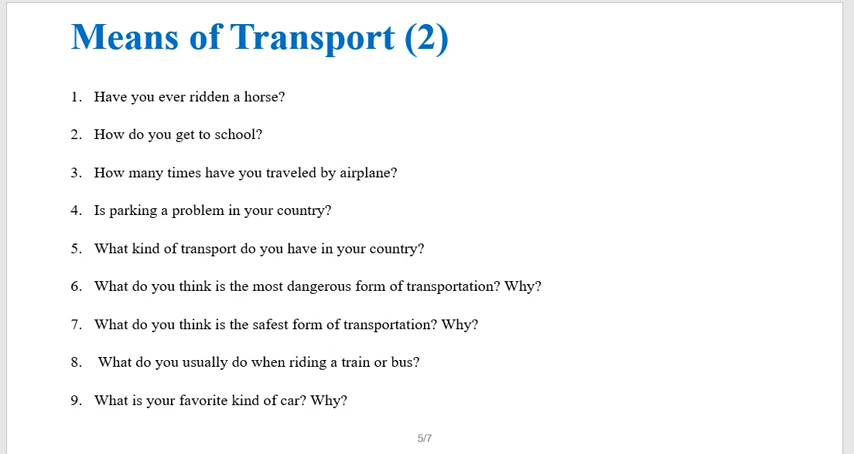 Means of Transport (2)
1. Have you ever ridden a horse?
2. How do you get to school?
3. How many times have you traveled by airplane?
4. Is parking a problem in your country?
5. What kind of transport do you have in your country?
6. What do you think is the most dangerous form of transportation? Why?
7. What do you think is the safest form of transportation? Why?
8. What do you usually do when riding a train or bus?
9. What is your favorite kind of car? Why?
5/7